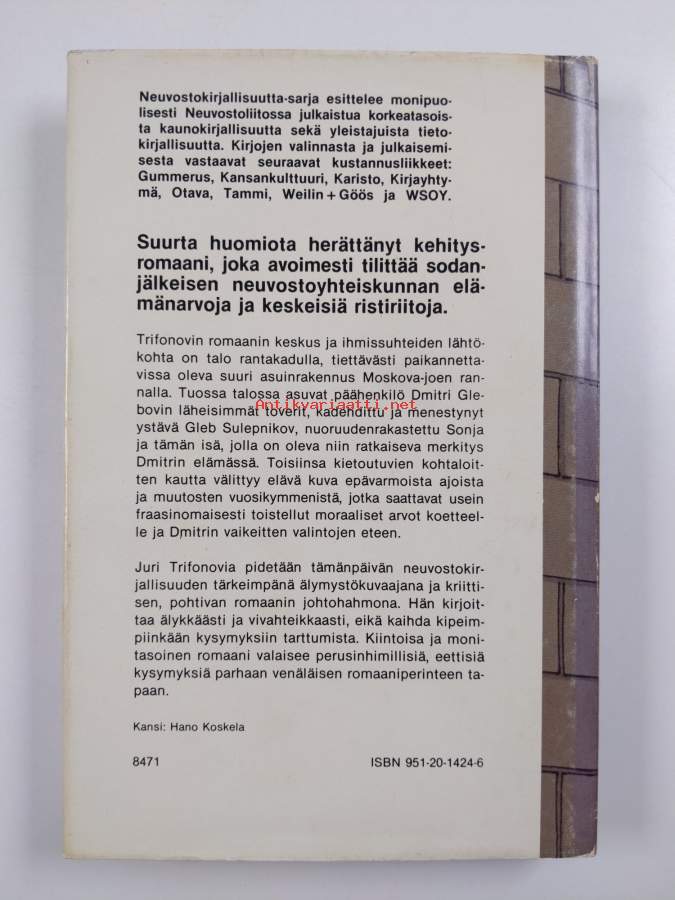 Neuvostokirjallisuutta-sarja esittelee monipuo-
lisesti Neuvostoliitossa julkaistua korkeatasois-
ta kaunokirjallisuutta sekä yleistajuista tieto-
kirjallisuutta. Kirjojen valinnasta ja julkaisemi-
sesta vastaavat seuraavat kustannusliikkeet:
Gummerus, Kansankulttuuri, Karisto, Kirjayhty-
mä, Otava, Tammi, Weilin+Göös ja WSOY.
Suurta huomiota herättänyt kehitys-
romaani, joka avoimesti tilittää sodan-
jälkeisen neuvostoyhteiskunnan elä-
mänarvoja ja keskeisiä ristiriitoja.
Trifonovin romaanin keskus ja ihmissuhteiden lähtö-
kohta on talo rantakadulla, tiettävästi paikannetta-
vissa oleva suuri asuinrakennus Moskova-joen ran-
nalla. Tuossa talossa asuvat päähenkilö Dmitri Gle-
bovin läheisimmät toverit, kadehdittu ja menestynyt
Antikvariaatti.net
ystävä Gleb Sulepnikov, nuoruudenrakastettu Sonja
ja tämän isä, jolla on oleva niin ratkaiseva merkitys
Dmitrin elämässä. Toisiinsa kietoutuvien kohtaloit-
ten kautta välittyy elävä kuva epävarmoista ajoista
ja muutosten vuosikymmenistä, jotka saattavat usein
fraasinomaisesti toistellut moraaliset arvot koetteel-
le ja Dmitrin vaikeitten valintojen eteen.
Juri Trifonovia pidetään tämänpäivän neuvostokir-
jallisuuden tärkeimpänä älymystökuvaajana ja kriitti-
sen, pohtivan romaanin johtohahmona. Hän kirjoit-
taa älykkäästi ja vivahteikkaasti, eikä kaihda kipeim-
piinkään kysymyksiin tarttumista. Kiintoisa ja moni-
tasoinen romaani valaisee perusinhimillisiä, eettisiä
kysymyksiä parhaan venäläisen romaaniperinteen ta-
paan.
Kansi: Hano Koskela
8471 ISBN 951-20-1424-6